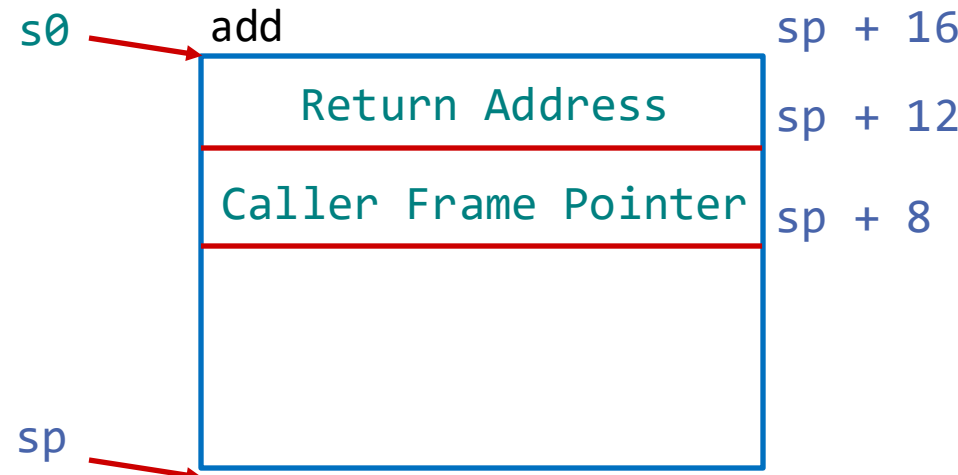 s0
add
sp + 16
Return Address
sp + 12
Caller Frame Pointer
sp + 8
sp